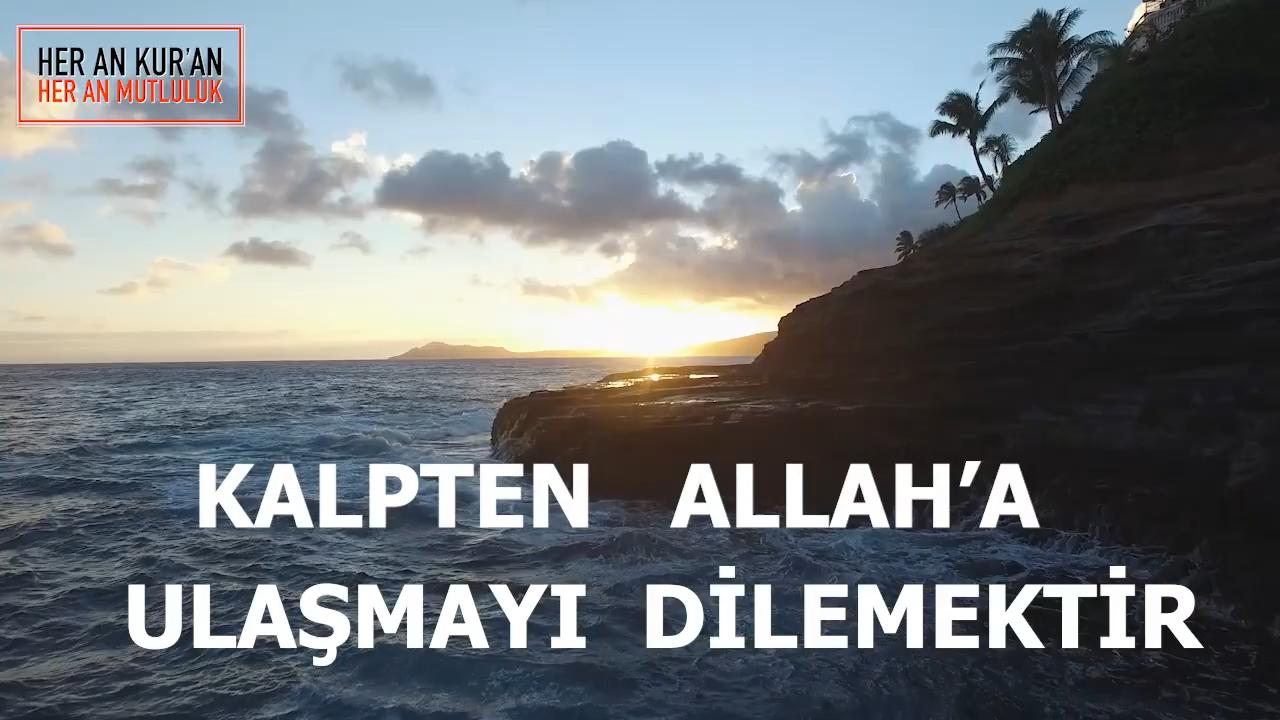 HER AN KUR'AN
HER AN MUTLULUK
KALPTEN ALLAH’A
ULAŞMAYI DİLEMEKTİR